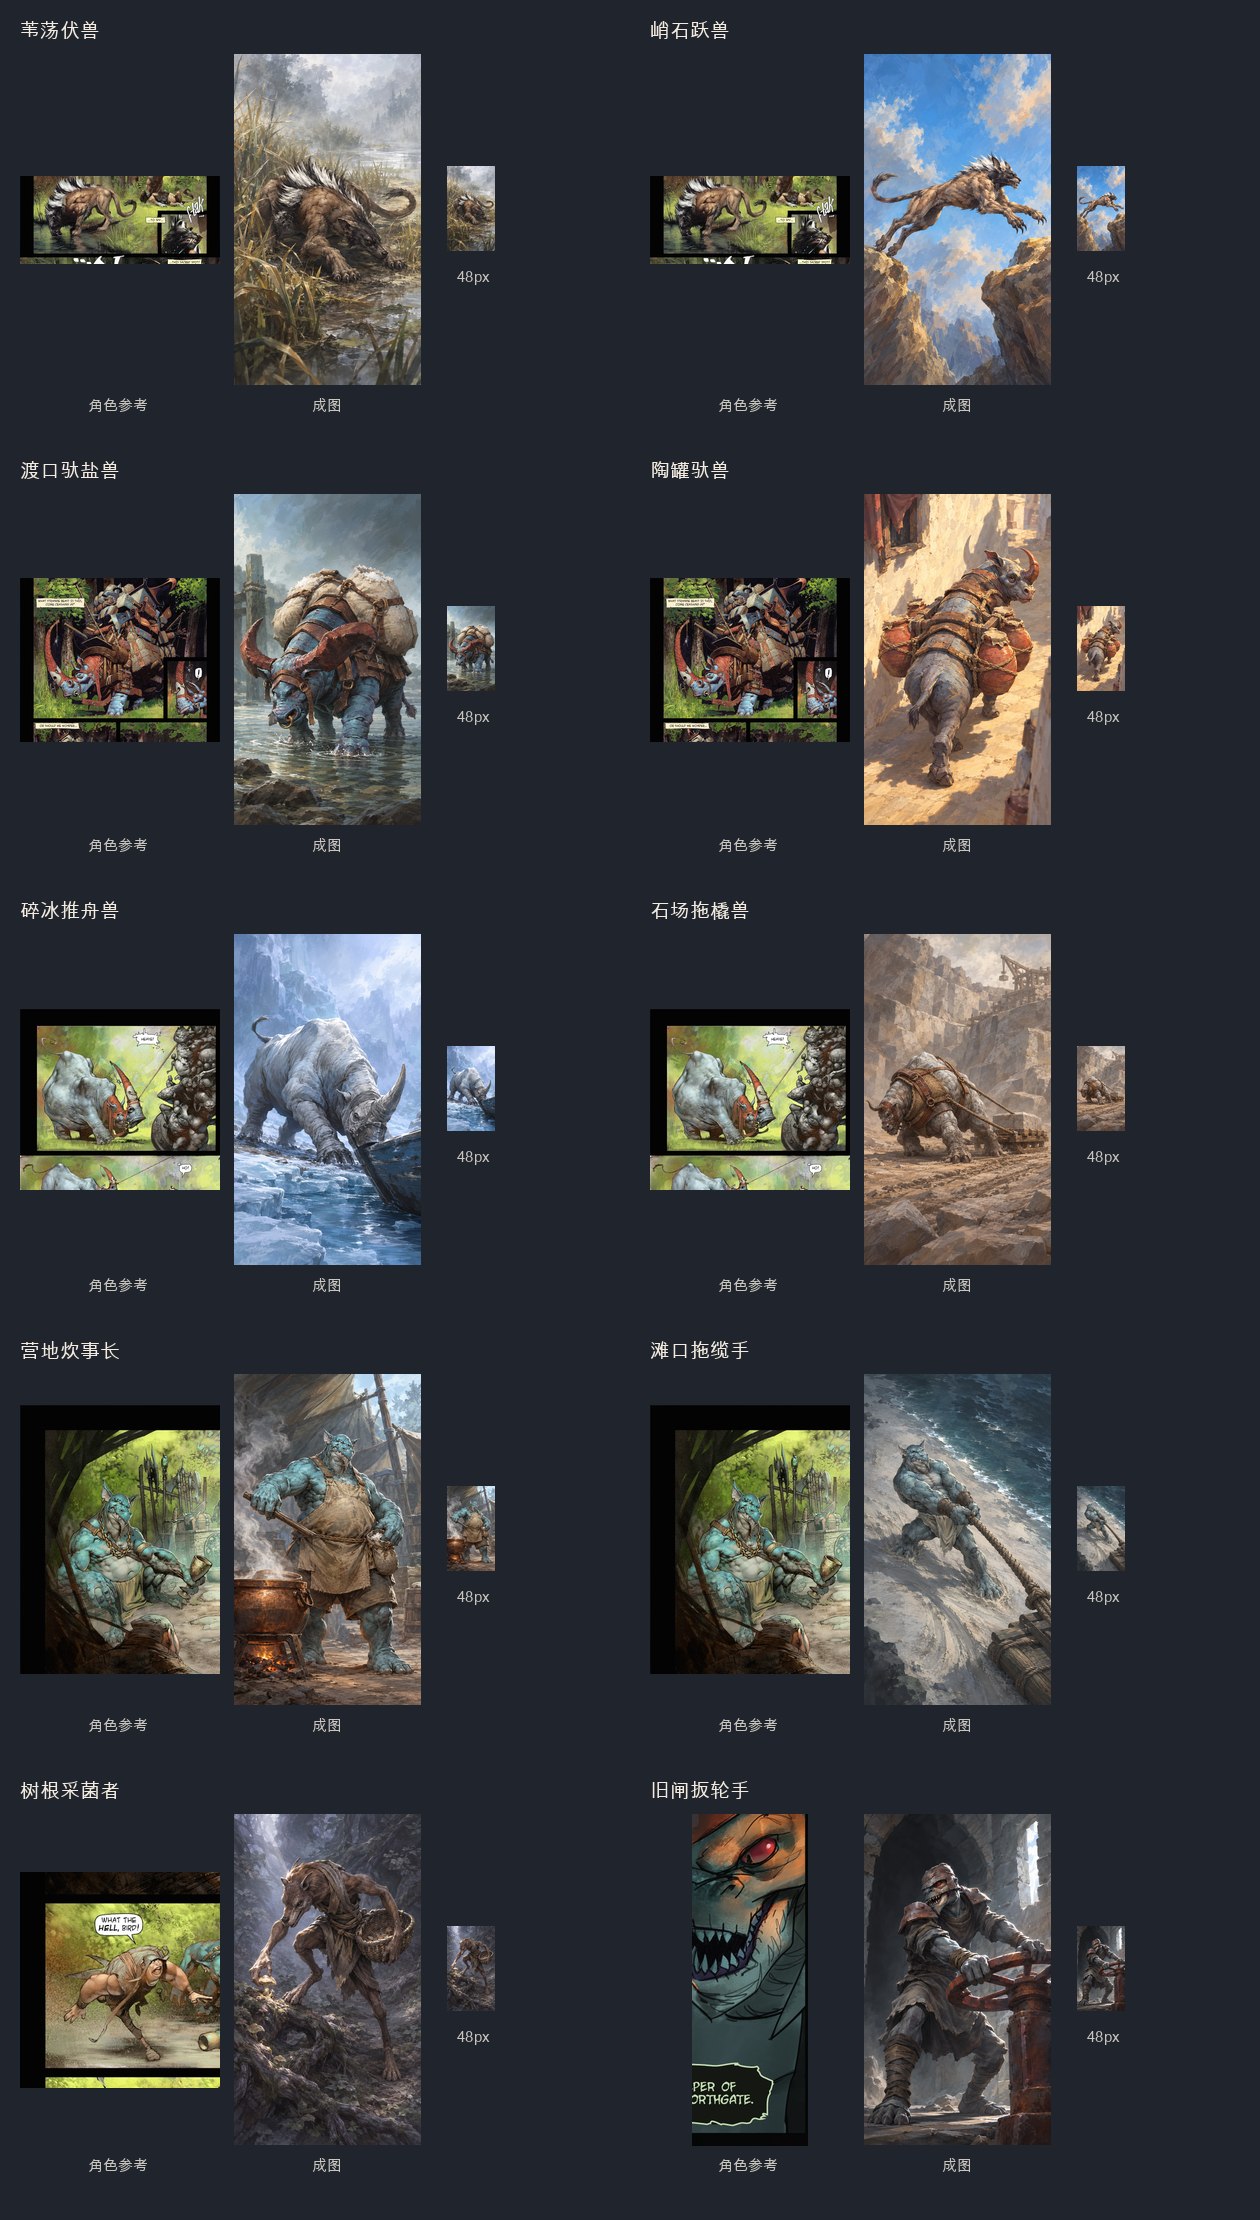 苇荡伏兽
峭石跃兽
48px
48px
角色参考
成图
角色参考
成图
渡口驮盐兽
陶罐驮兽
48px
48px
角色参考
成图
角色参考
成图
碎冰推舟兽
石场拖橇兽
48px
48px
角色参考
成图
角色参考
成图
营地炊事长
滩口拖缆手
48px
48px
角色参考
成图
角色参考
成图
树根采菌者
旧闸扳轮手
WHAT THE
HELL, BIRD!
48px
48px
PER OF
ORTHGATE.
角色参考
成图
角色参考
成图